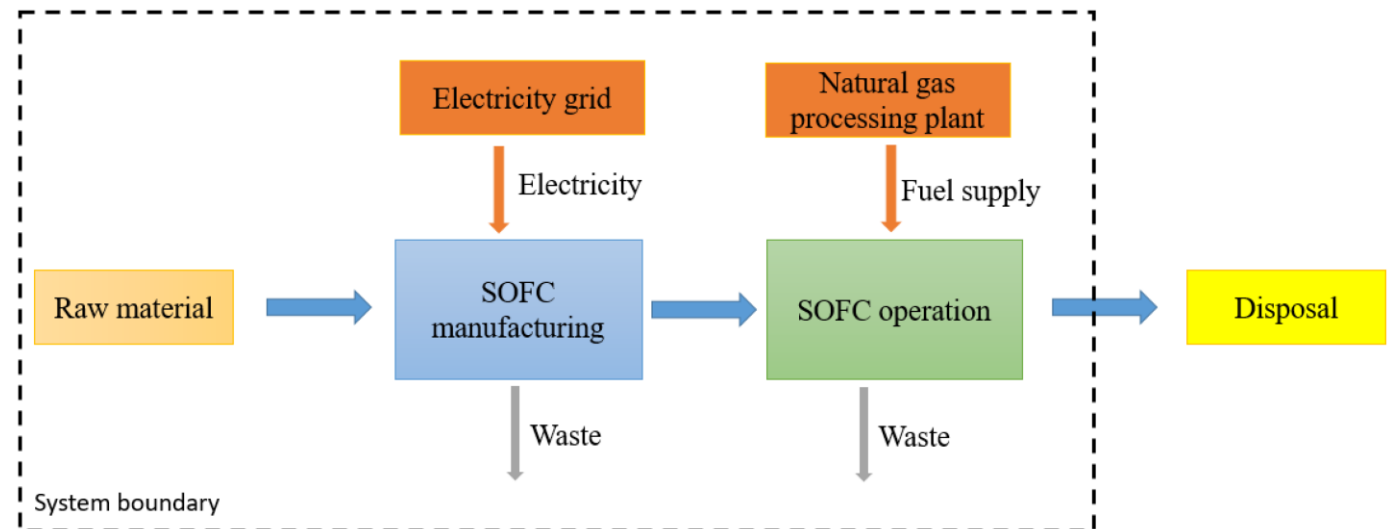 Electricity grid
Natural gas
processing plant
Electricity
Fuel supply
Raw material
SOFC
manufacturing
SOFC operation
Disposal
Waste
Waste
System boundary